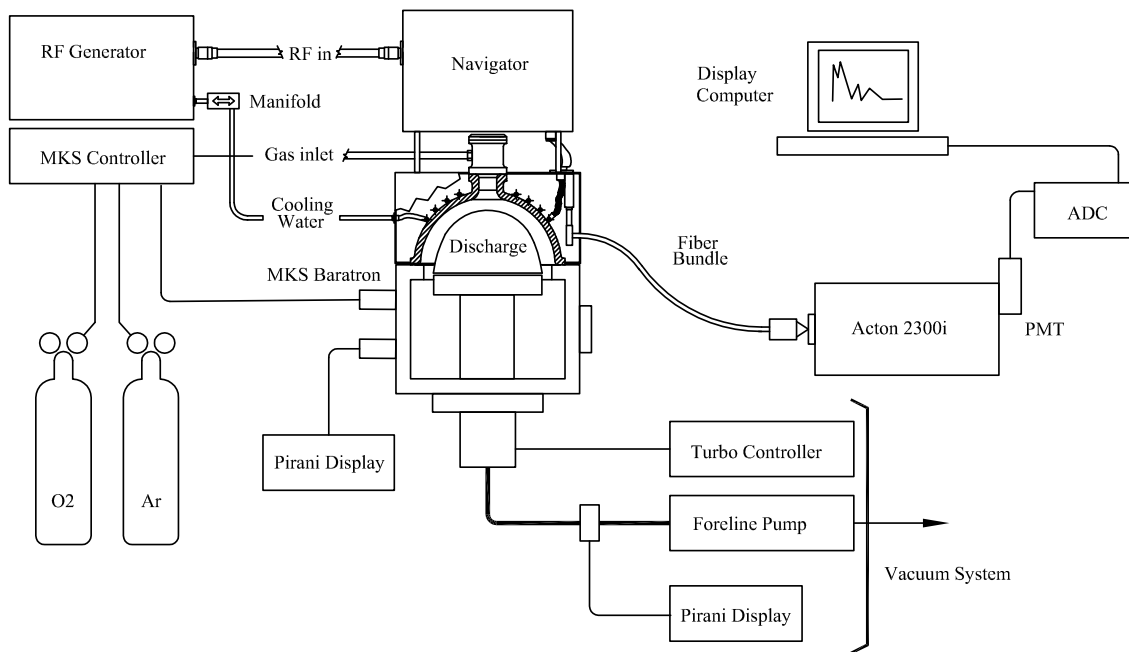 RF Generator
RF in
Navigator
Display
Computer
Manifold
MKS Controller
Gas inlet
Cooling
Water
Discharge
ADC
Fiber
Bundle
MKS Baratron
Acton 2300i
PMT
Pirani Display
Turbo Controller
O2
Ar
Foreline Pump
Vacuum System
Pirani Display